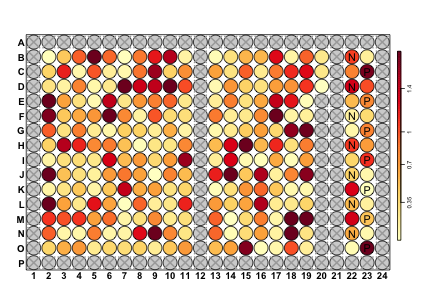 A
B N
C P
D N
E P
F N
G P
H N
I P
J N
K P
L N
M P
N N
O P
P
1 2 3 4 5 6 7 8 9 10 11 12 13 14 15 16 17 18 19 20 21 22 23 24
1.4
1
0.7
0.35